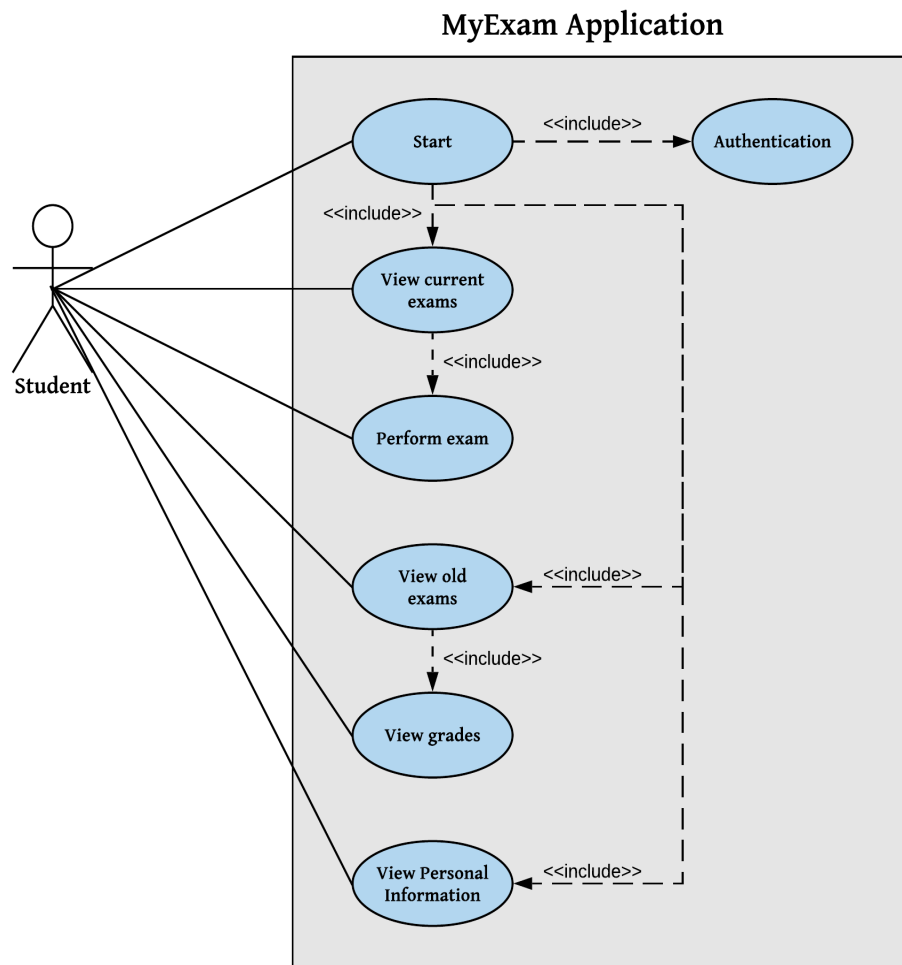 MyExam Application
Start
<<include>>
Authentication
<<include>>
View current
exams
<<include>>
Student
Perform exam
View old
exams
<<include>>
<<include>>
View grades
View Personal
Information
<<include>>